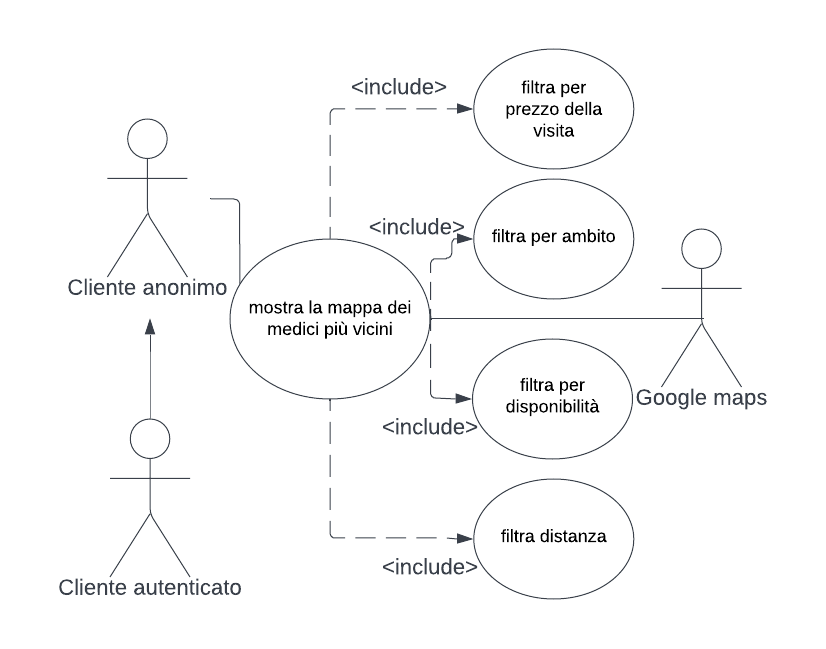 <include>
filtra per
prezzo della
visita
<include>
filtra per ambito
Cliente anonimo
mostra la mappa dei
medici più vicini
filtra per
disponibilità
Google maps
<include>
filtra distanza
<include>
Cliente autenticato